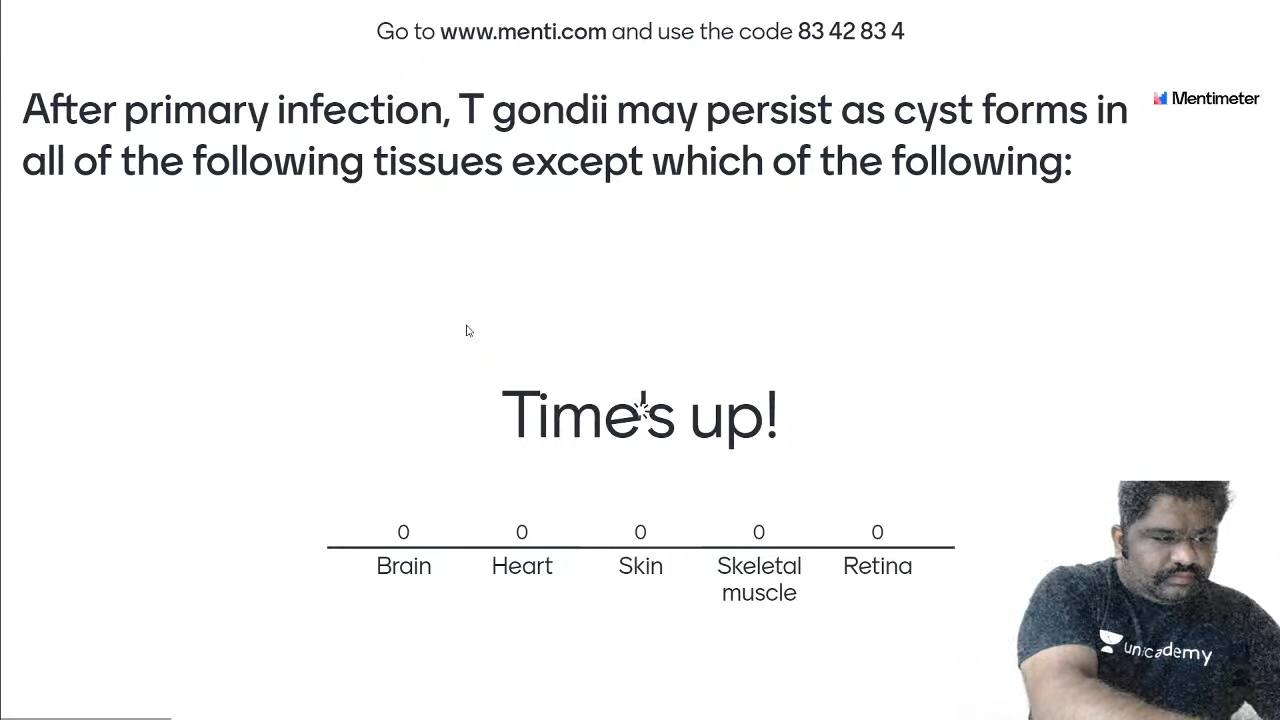 Go to www.menti.com and use the code 83 42 83 4
After primary infection, T gondii may persist as cyst forms in
all of the following tissues except which of the following:
Mentimeter
Time's up!
0 0 0 0 0
Brain Heart Skin Skeletal muscle Retina
unacademy